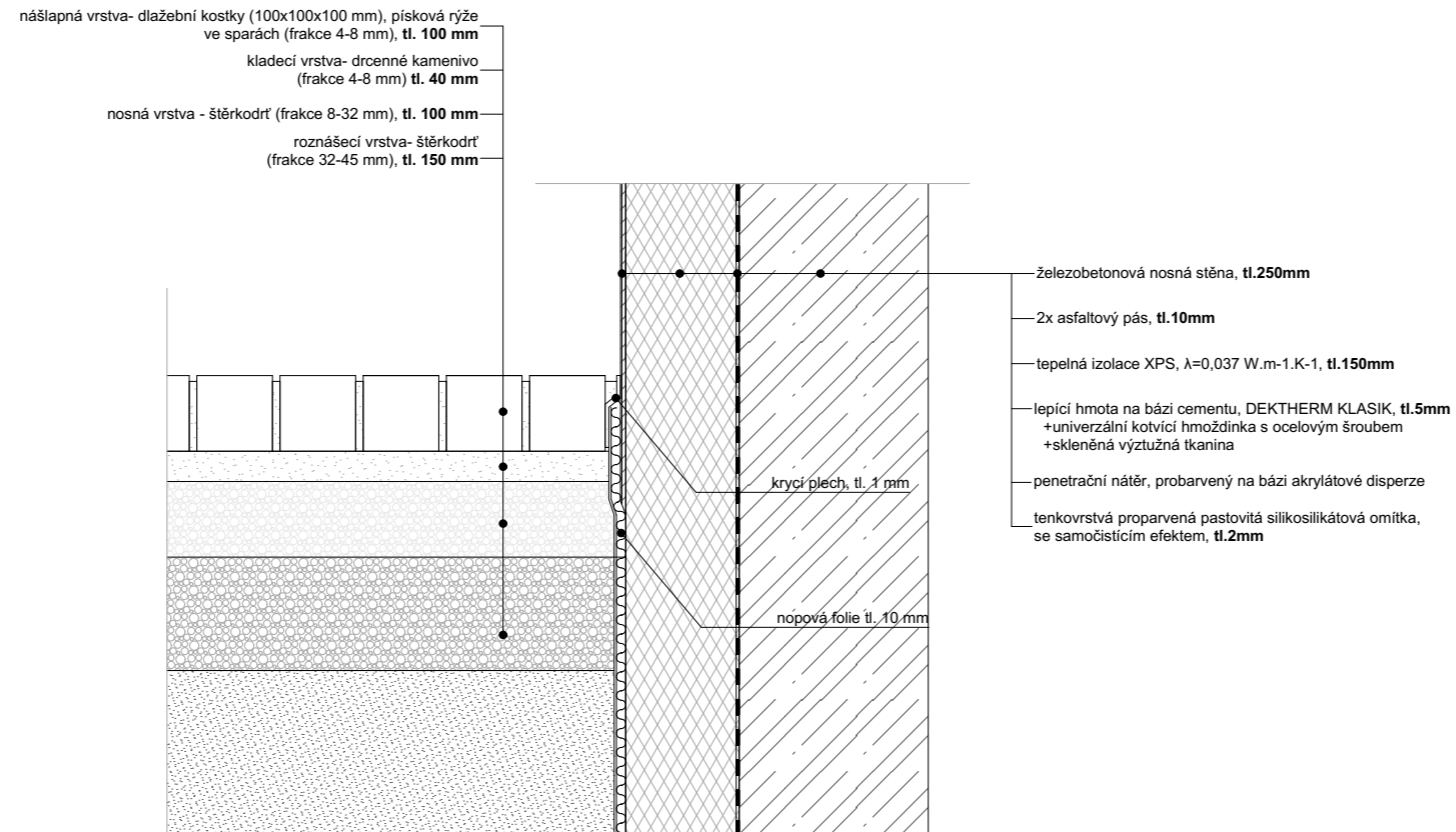 nášlapná vrstva- dlažební kostky (100x100x100 mm), písková rýže
ve sparách (frakce 4-8 mm), tl. 100 mm
kladecí vrstva- drcenné kamenivo
(frakce 4-8 mm) tl. 40 mm
nosná vrstva - štěrkodrť (frakce 8-32 mm), tl. 100 mm
roznášecí vrstva- štěrkodrť
(frakce 32-45 mm), tl. 150 mm
železobetonová nosná stěna, tl.250mm
2x asfaltový pás, tl.10mm
tepelná izolace XPS, λ=0,037 W.m-1.K-1, tl.150mm
lepící hmota na bázi cementu, DEKTHERM KLASIK, tl.5mm
+univerzální kotvící hmoždinka s ocelovým šroubem
+skleněná výztužná tkanina
penetrační nátěr, probarvený na bázi akrylátové disperze
tenkovrstvá proparvená pastovitá silikosilikátová omítka,
se samočistícím efektem, tl.2mm
krycí plech, tl. 1 mm
nopová folie tl. 10 mm